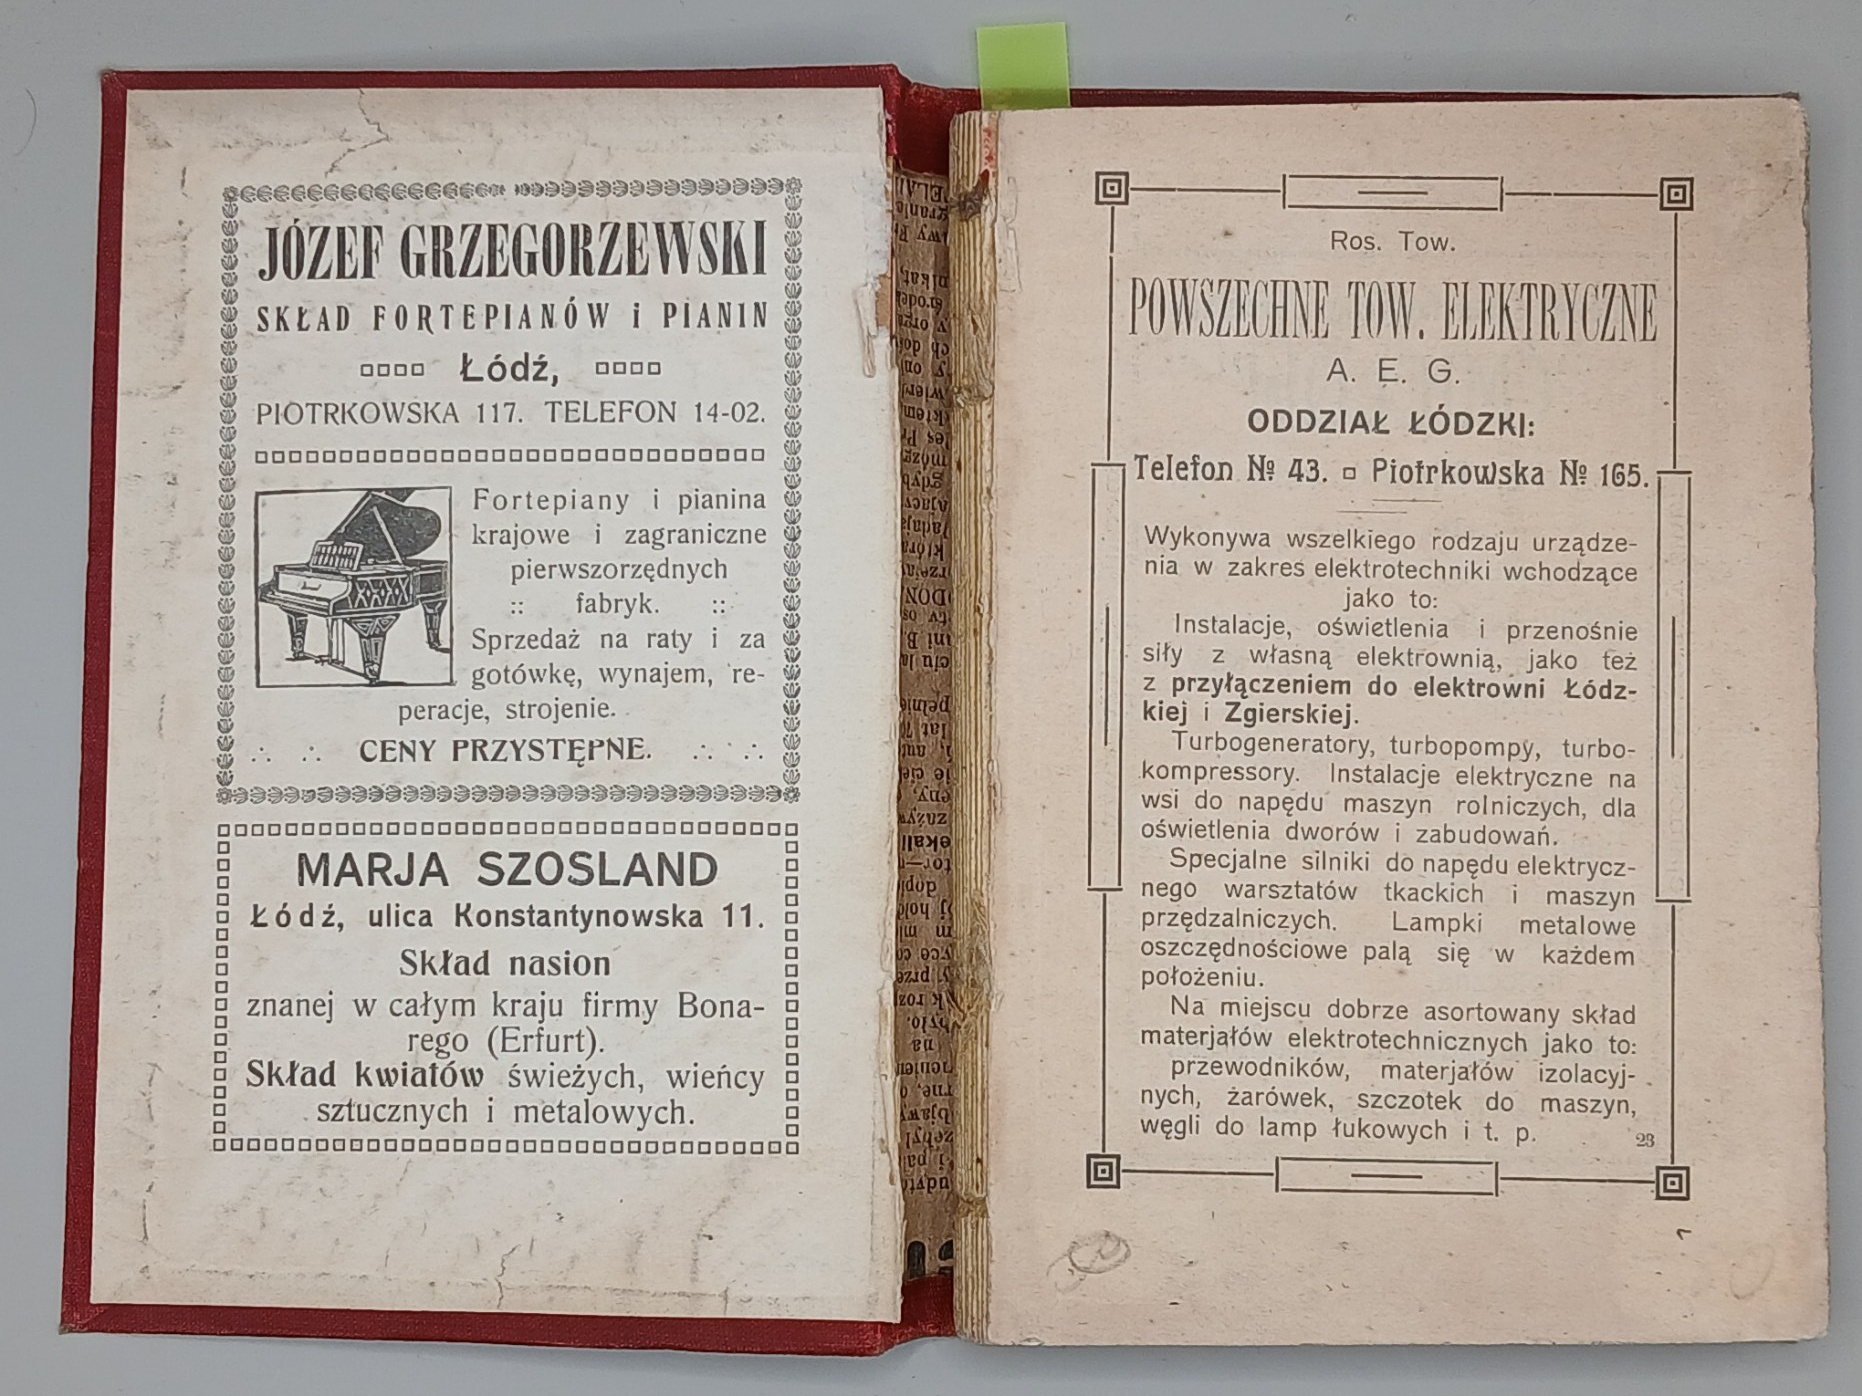 JÓZEF GRZEGORZEWSKI
SKŁAD FORTEPIANÓW i PIANIN
Łódź,
PIOTRKOWSKA 117. TELEFON 14-02.
Fortepiany i pianina
krajowe i zagraniczne
pierwszorzędnych
:: fabryk. ::
Sprzedaż na raty i za
gotówkę, wynajem, re-
peracje, strojenie.
∴ ∴ CENY PRZYSTĘPNE. ∴ ∴
MARJA SZOSLAND
Łódź, ulica Konstantynowska 11.
Skład nasion
znanej w całym kraju firmy Bona-
rego (Erfurt).
Skład kwiatów świeżych, wieńcy
sztucznych i metalowych.
Ros. Tow.
POWSZECHNE TOW. ELEKTRYCZNE
A. E. G.
ODDZIAŁ ŁÓDZKI:
Telefon № 43. ▫ Piotrkowska № 165.
Wykonywa wszelkiego rodzaju urządze-
nia w zakres elektrotechniki wchodzące
jako to:
Instalacje, oświetlenia i przenośnie
siły z własną elektrownią, jako też
z przyłączeniem do elektrowni Łódz-
kiej i Zgierskiej.
Turbogeneratory, turbopompy, turbo-
kompressory. Instalacje elektryczne na
wsi do napędu maszyn rolniczych, dla
oświetlenia dworów i zabudowań.
Specjalne silniki do napędu elektrycz-
nego warsztatów tkackich i maszyn
przędzalniczych. Lampki metalowe
oszczędnościowe palą się w każdem
położeniu.
Na miejscu dobrze asortowany skład
materjałów elektrotechnicznych jako to:
przewodników, materjałów izolacyj-
nych, żarówek, szczotek do maszyn,
węgli do lamp łukowych i t. p.
23